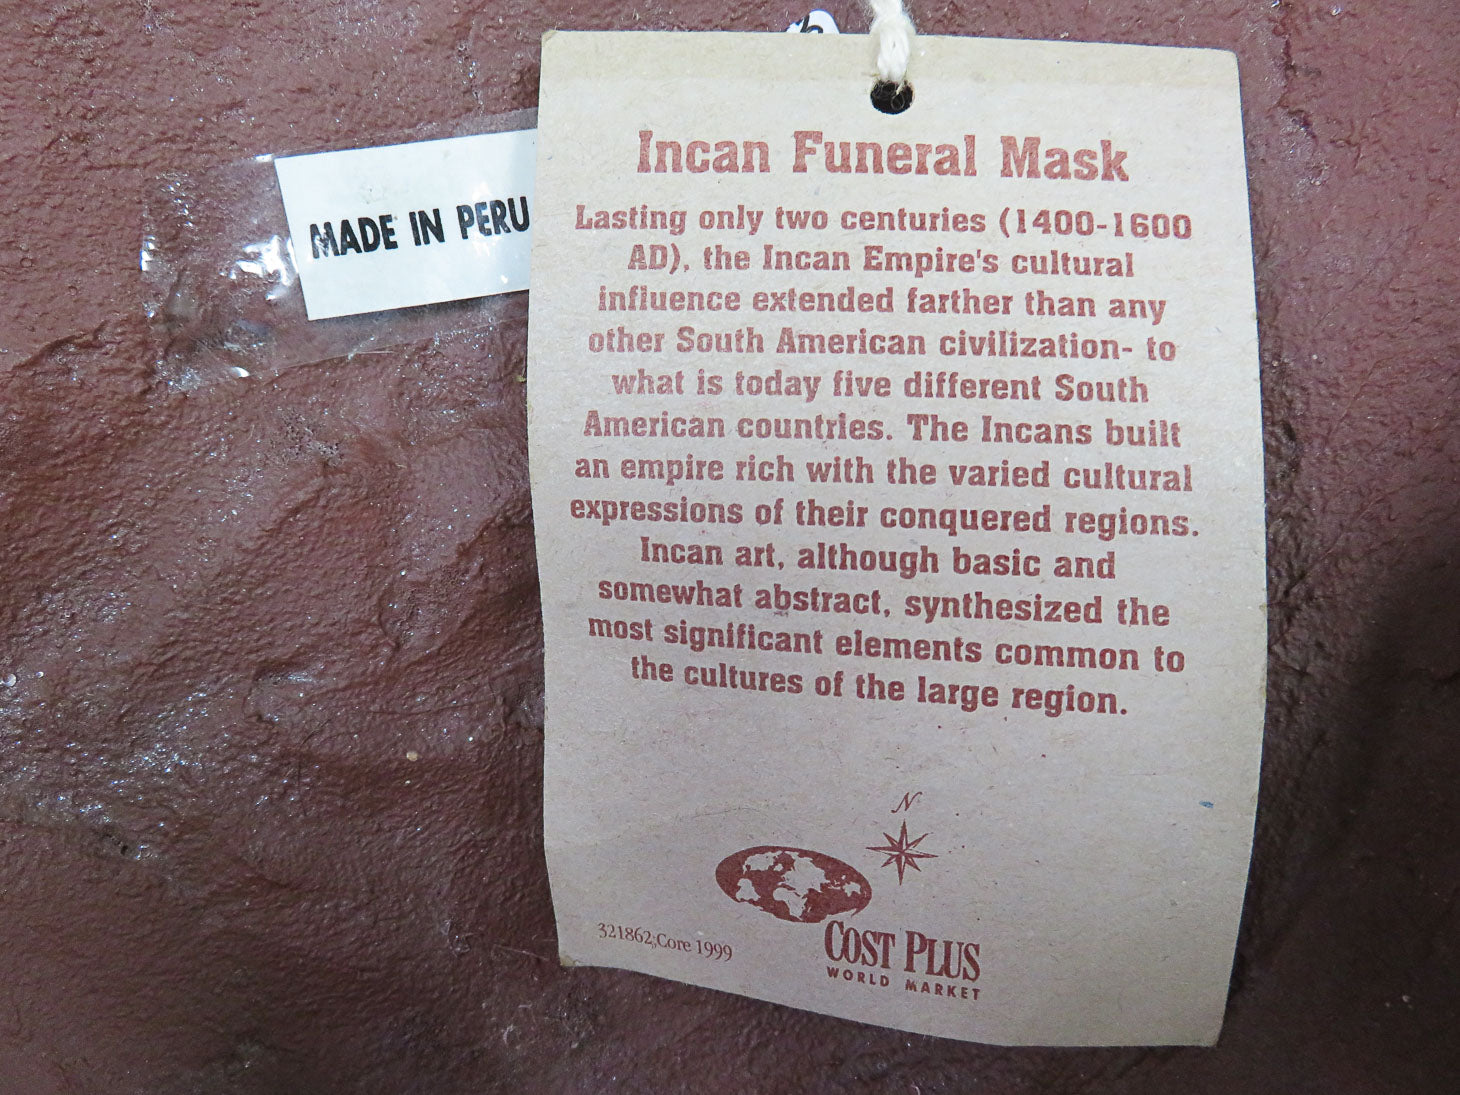 MADE IN PERU
Incan Funeral Mask
Lasting only two centuries (1400-1600
AD), the Incan Empire's cultural
influence extended farther than any
other South American civilization- to
what is today five different South
American countries. The Incans built
an empire rich with the varied cultural
expressions of their conquered regions.
Incan art, although basic and
somewhat abstract, synthesized the
most significant elements common to
the cultures of the large region.
N
321862;Core 1999
COST PLUS
WORLD MARKET